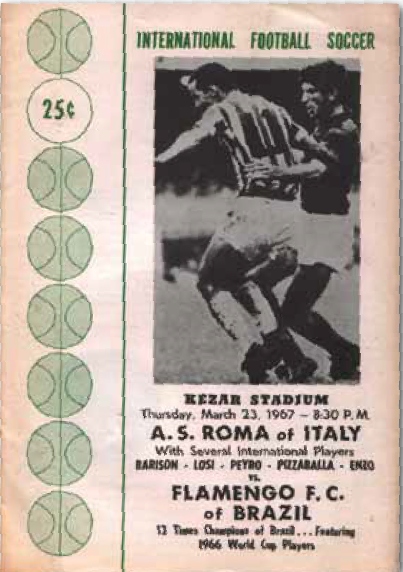 INTERNATIONAL FOOTBALL SOCCER
25¢
KEZAR STADIUM
Thursday, March 23, 1967 – 8:30 P.M.
A. S. ROMA of ITALY
With Several International Players
BARISON - LOSI - PEYRO - PIZZABALLA - ENZO
vs.
FLAMENGO F. C.
of BRAZIL
12 Times Champions of Brazil ... Featuring
1966 World Cup Players